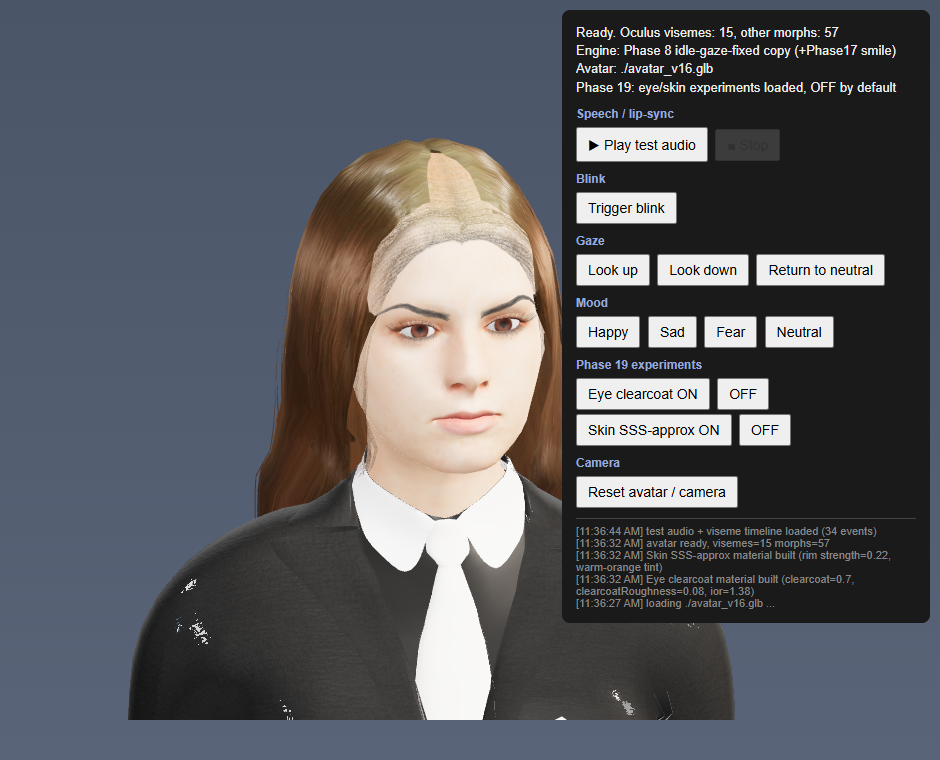 Ready. Oculus visemes: 15, other morphs: 57
Engine: Phase 8 idle-gaze-fixed copy (+Phase17 smile)
Avatar: ./avatar_v16.glb
Phase 19: eye/skin experiments loaded, OFF by default
Speech / lip-sync
▶ Play test audio
■ Stop
Blink
Trigger blink
Gaze
Look up
Look down
Return to neutral
Mood
Happy
Sad
Fear
Neutral
Phase 19 experiments
Eye clearcoat ON
OFF
Skin SSS-approx ON
OFF
Camera
Reset avatar / camera
[11:36:44 AM] test audio + viseme timeline loaded (34 events)
[11:36:32 AM] avatar ready, visemes=15 morphs=57
[11:36:32 AM] Skin SSS-approx material built (rim strength=0.22,
warm-orange tint)
[11:36:32 AM] Eye clearcoat material built (clearcoat=0.7,
clearcoatRoughness=0.08, ior=1.38)
[11:36:27 AM] loading ./avatar_v16.glb ...